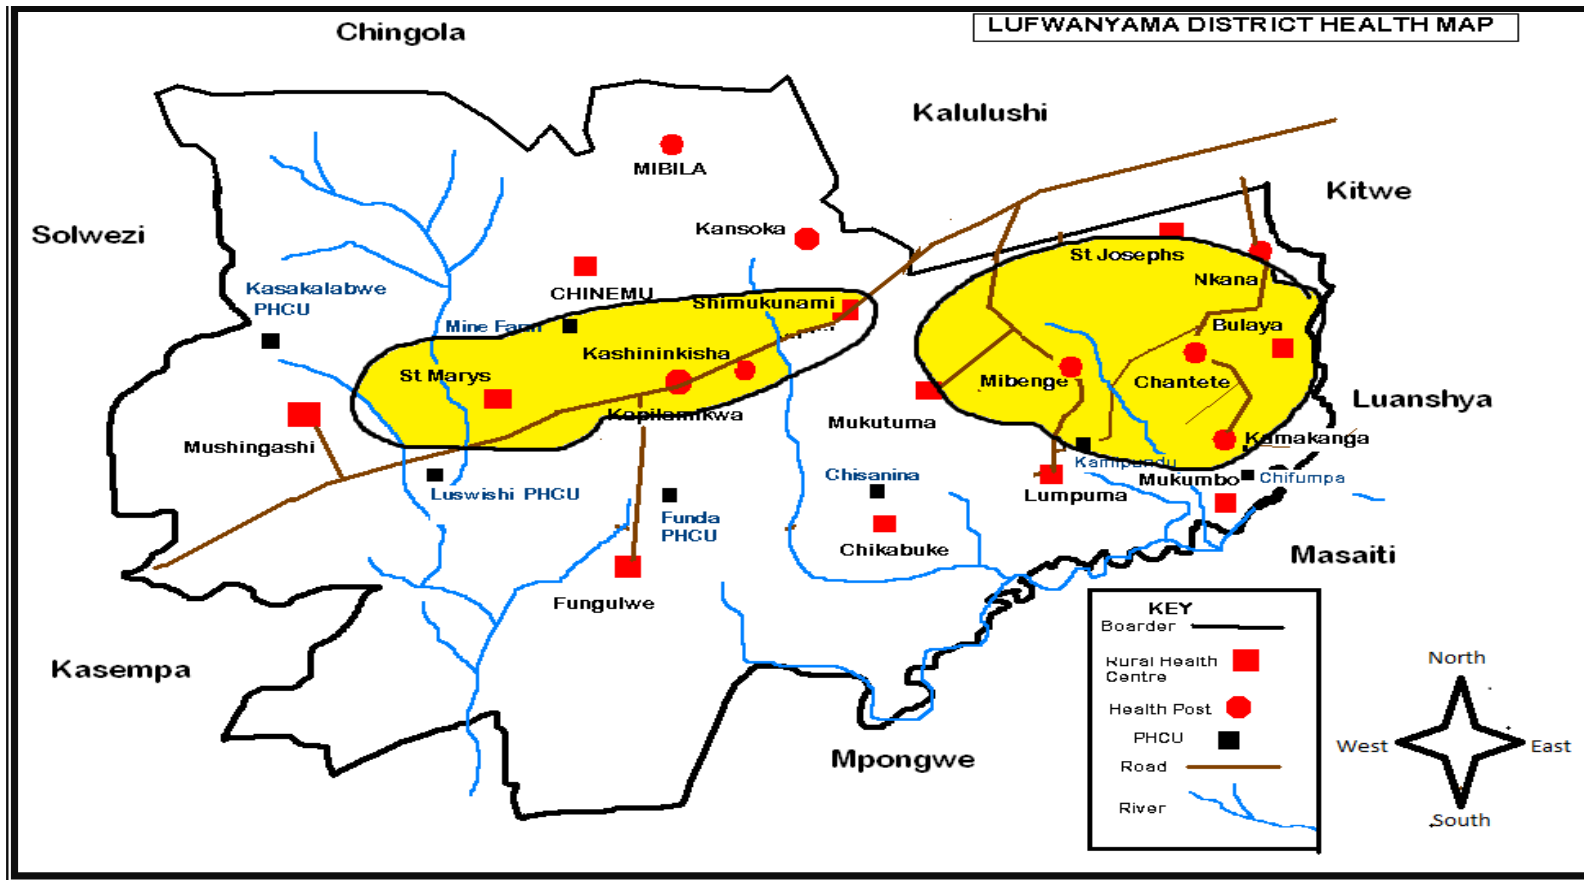 LUFWANYAMA DISTRICT HEALTH MAP
Chingola
Kalulushi
Kitwe
Solwezi
MIBILA
Kansoka
St Josephs
Nkana
Kasakalabwe
PHCU
CHINEMU
Shimukunami
Mine Farm
Bulaya
Kashininkisha
St Marys
Mibenge
Chantete
Luanshya
Kapilamikwa
Mukutuma
Mushingashi
Kamakanga
Kamipundu
Luswishi PHCU
Chisanina
Lumpuma
Mukumbo
Chifumpa
Funda
PHCU
Chikabuke
Masaiti
Fungulwe
Kasempa
Mpongwe
KEY
Boarder
Rural Health
Centre
Health Post
PHCU
Road
River
North
West
East
South